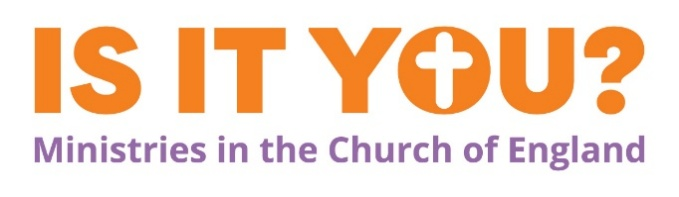 IS IT YOU?
Ministries in the Church of England